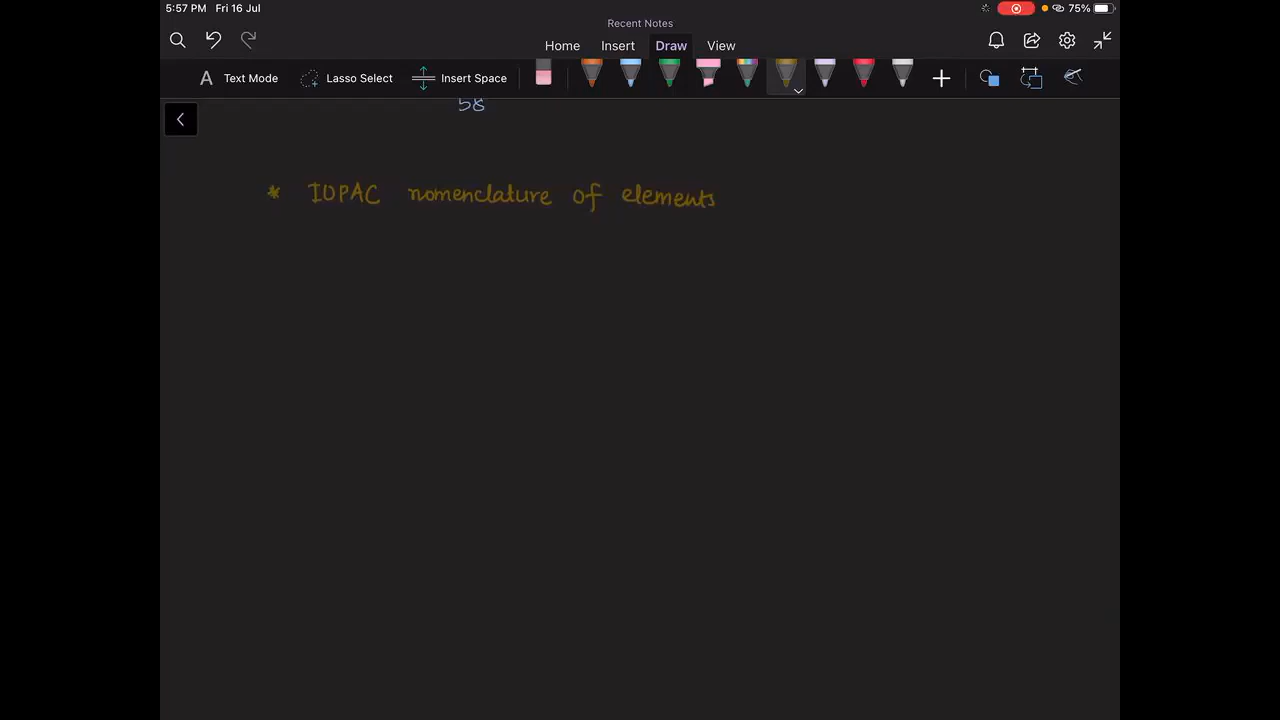 5:57 PM Fri 16 Jul 75%
Recent Notes
Home Insert Draw View
Text Mode Lasso Select Insert Space
58
* IUPAC nomenclature of elements